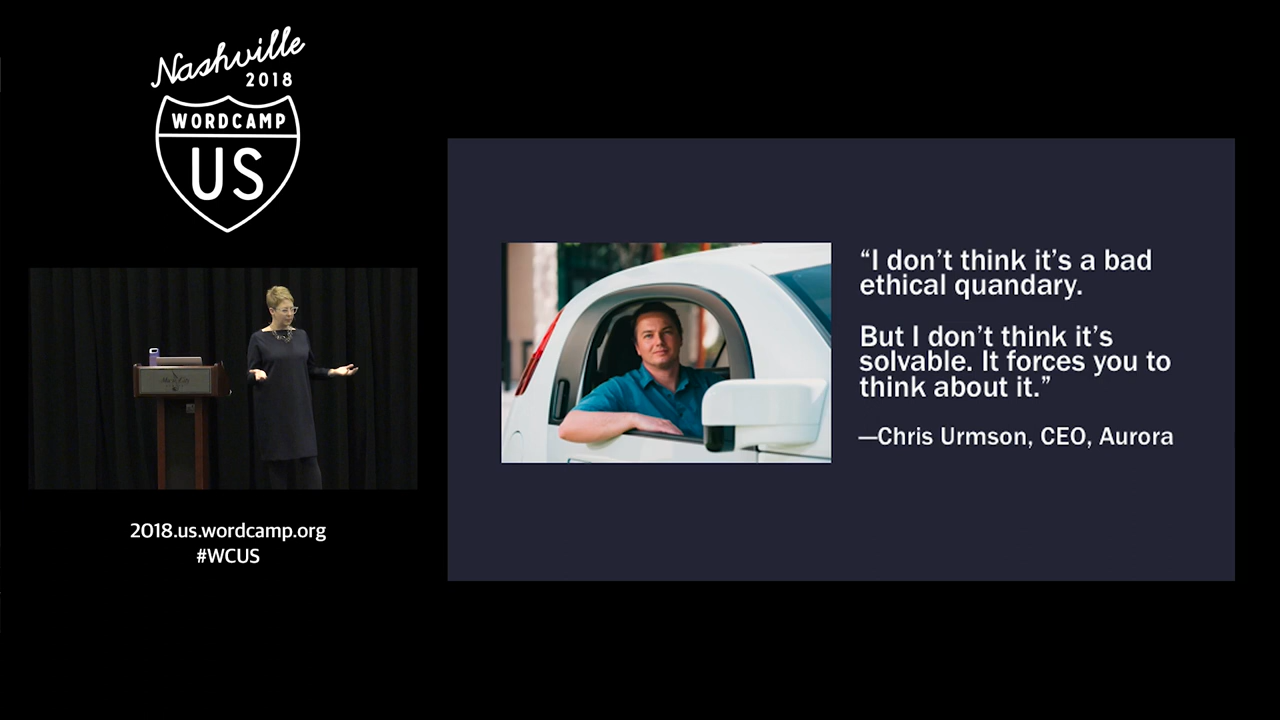 Nashville
2018
WORDCAMP
US
2018.us.wordcamp.org
#WCUS
“I don’t think it’s a bad
ethical quandary.
But I don’t think it’s
solvable. It forces you to
think about it.”
—Chris Urmson, CEO, Aurora